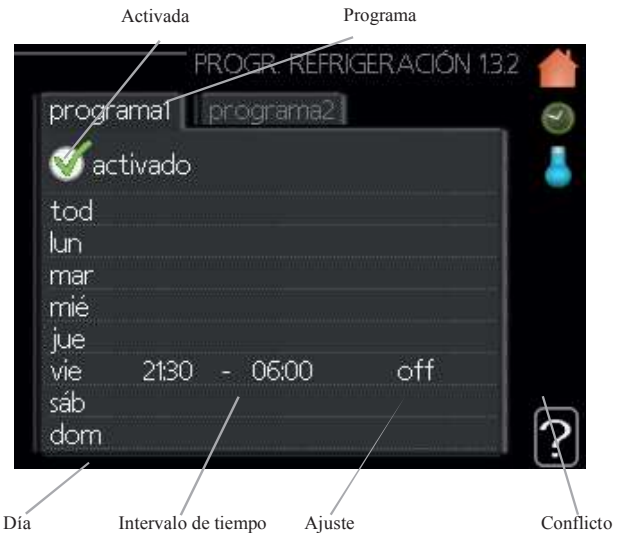 Activada Programa
PROGR. REFRIGERACIÓN 1.3.2
programa1 programa2
activado
tod
lun
mar
mié
jue
vie 21:30 - 06:00 off
sáb
dom
?
Día Intervalo de tiempo Ajuste Conflicto